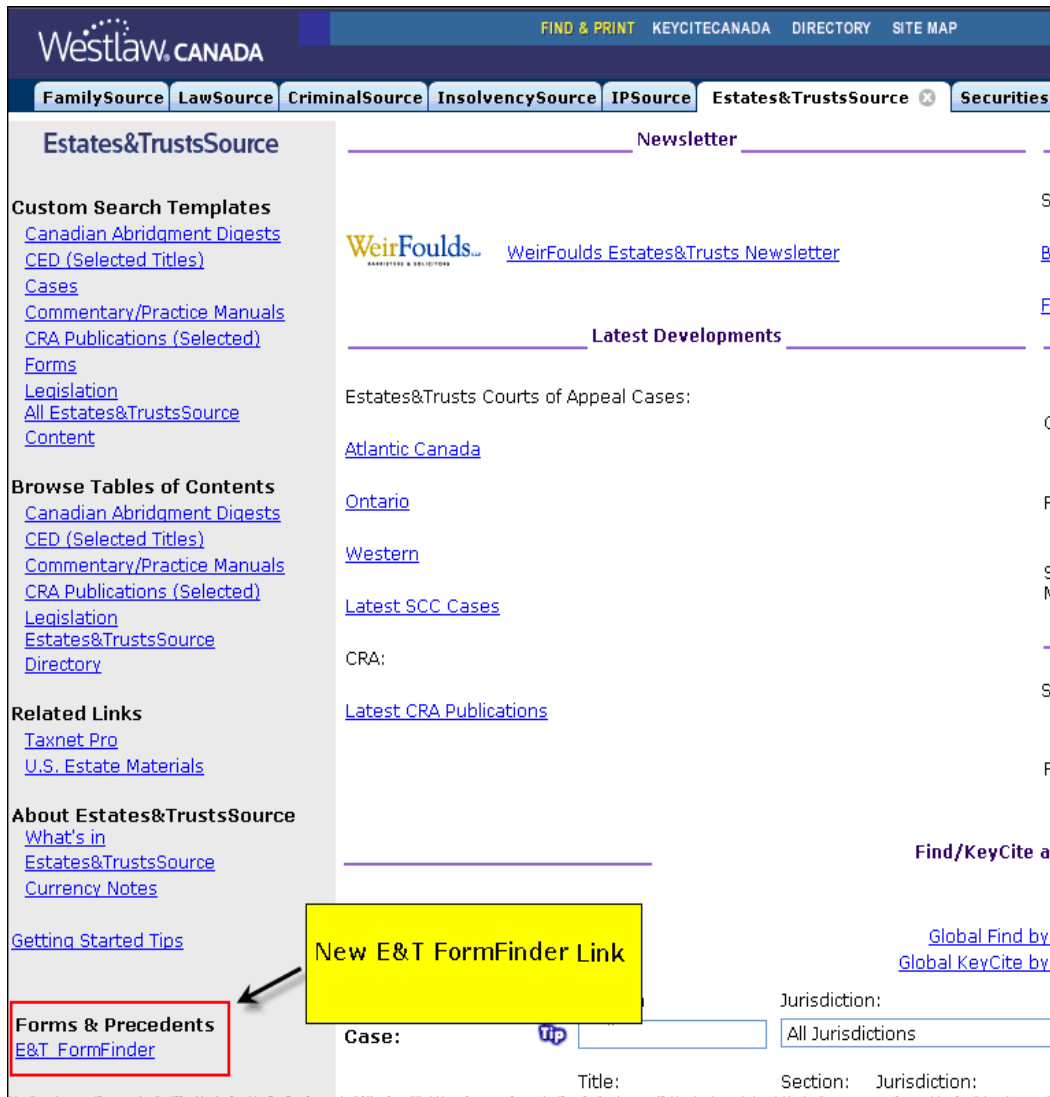 Westlaw. CANADA
FIND & PRINT KEYCITECANADA DIRECTORY SITE MAP
FamilySource LawSource CriminalSource InsolvencySource IPSource Estates&TrustsSource Securities
Estates&TrustsSource
Custom Search Templates
Canadian Abridgment Digests
CED (Selected Titles)
Cases
Commentary/Practice Manuals
CRA Publications (Selected)
Forms
Legislation
All Estates&TrustsSource
Content
Browse Tables of Contents
Canadian Abridgment Digests
CED (Selected Titles)
Commentary/Practice Manuals
CRA Publications (Selected)
Legislation
Estates&TrustsSource
Directory
Related Links
Taxnet Pro
U.S. Estate Materials
About Estates&TrustsSource
What's in
Estates&TrustsSource
Currency Notes
Getting Started Tips
Forms & Precedents
E&T FormFinder
New E&T FormFinder Link
Newsletter
WeirFoulds LLP
BARRISTERS & SOLICITORS
WeirFoulds Estates&Trusts Newsletter
Latest Developments
Estates&Trusts Courts of Appeal Cases:
Atlantic Canada
Ontario
Western
Latest SCC Cases
CRA:
Latest CRA Publications
Find/KeyCite a
Global Find by
Global KeyCite by
Jurisdiction:
Case: Tip All Jurisdictions
Title: Section: Jurisdiction: